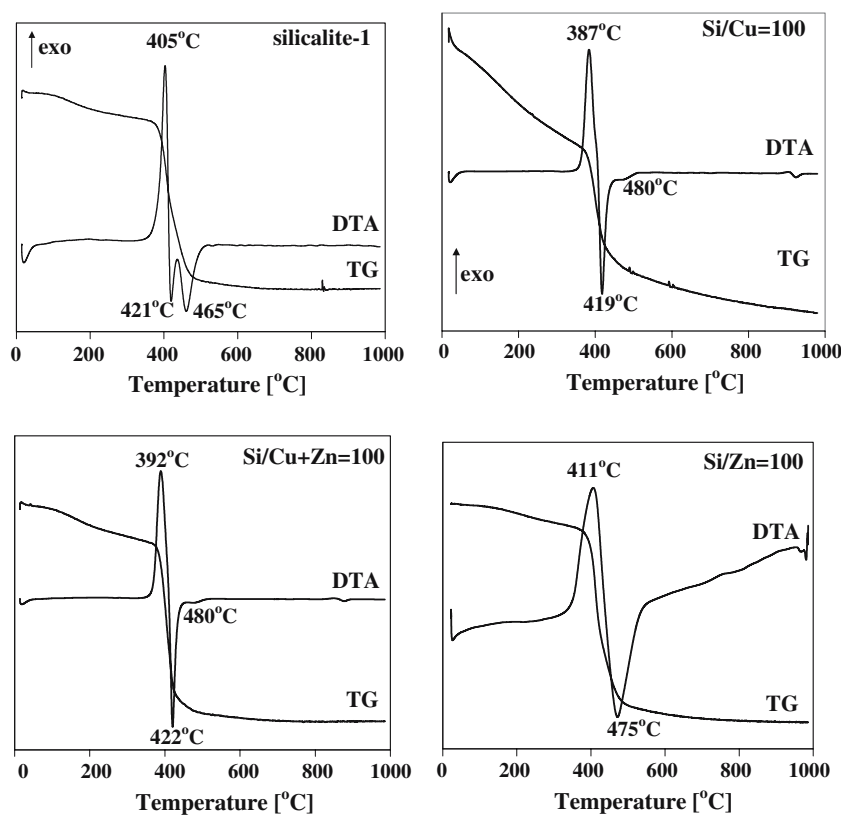 405°C
silicalite-1
exo
DTA
TG
421°C
465°C
0 200 400 600 800 1000
Temperature [°C]
387°C
Si/Cu=100
DTA
480°C
exo
TG
419°C
0 200 400 600 800 1000
Temperature [°C]
392°C
Si/Cu+Zn=100
DTA
480°C
TG
422°C
0 200 400 600 800 1000
Temperature [°C]
411°C
Si/Zn=100
DTA
TG
475°C
0 200 400 600 800 1000
Temperature [°C]